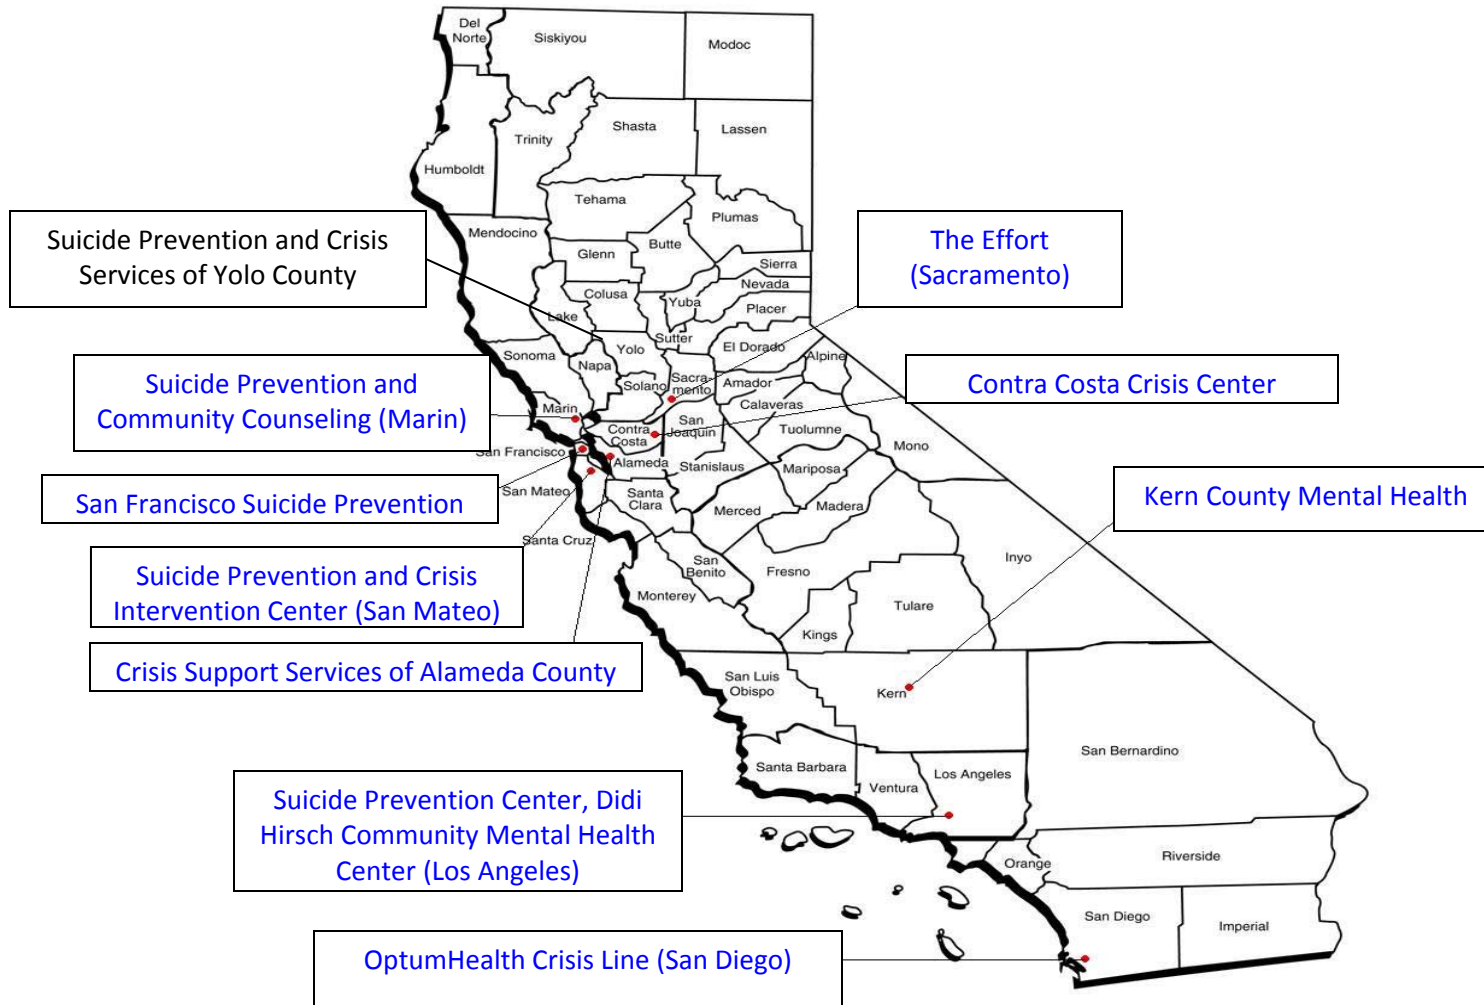 Del
Norte
Siskiyou
Modoc
Shasta
Lassen
Trinity
Humboldt
Tehama
Plumas
Mendocino
Butte
Glenn
Sierra
Nevada
Colusa
Yuba
Placer
Lake
Sutter
Suicide Prevention and Crisis
Services of Yolo County
The Effort
(Sacramento)
Yolo
El Dorado
Sonoma
Napa
Alpine
Solano
Sacra-
mento
Amador
Suicide Prevention and
Community Counseling (Marin)
Contra Costa Crisis Center
Marin
Calaveras
San
Joaquin
Contra
Costa
Tuolumne
Mono
San Francisco
Alameda
Stanislaus
Mariposa
San Mateo
Santa
Clara
Merced
Madera
San Francisco Suicide Prevention
Kern County Mental Health
Santa Cruz
San
Benito
Fresno
Inyo
Suicide Prevention and Crisis
Intervention Center (San Mateo)
Monterey
Tulare
Kings
Crisis Support Services of Alameda County
San Luis
Obispo
Kern
San Bernardino
Santa Barbara
Ventura
Los Angeles
Suicide Prevention Center, Didi
Hirsch Community Mental Health
Center (Los Angeles)
Orange
Riverside
San Diego
Imperial
OptumHealth Crisis Line (San Diego)